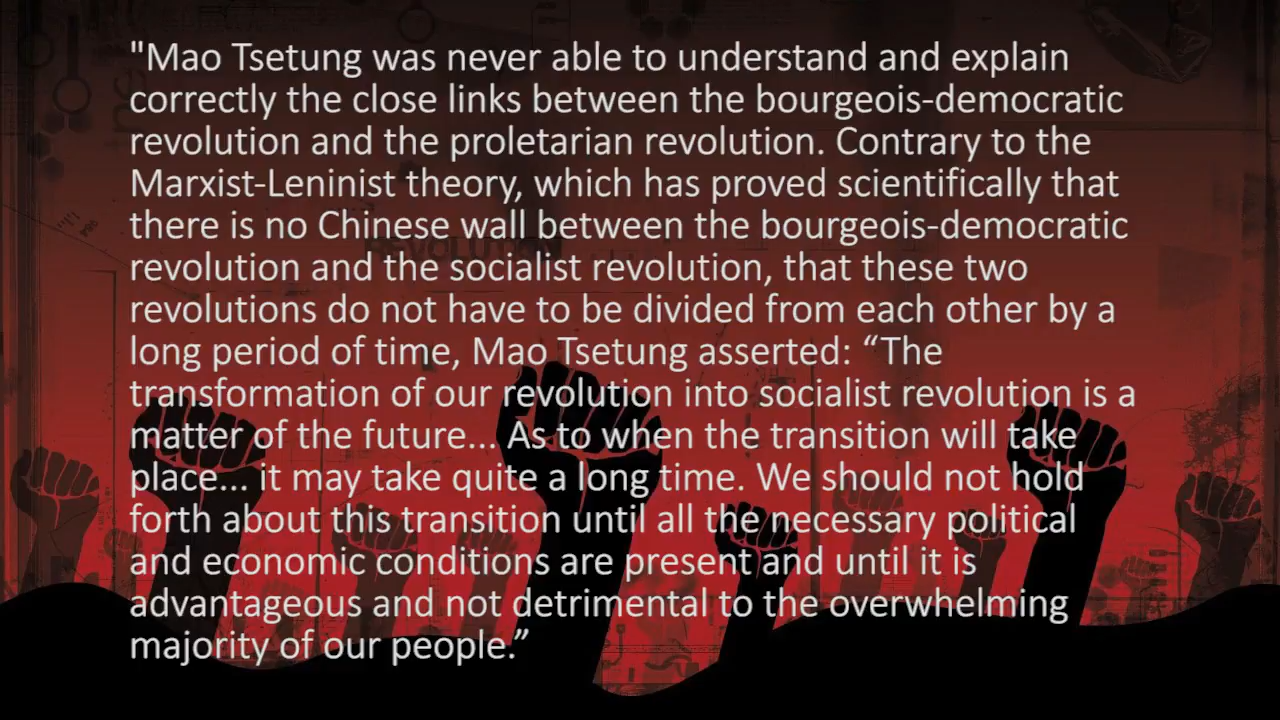 "Mao Tsetung was never able to understand and explain
correctly the close links between the bourgeois-democratic
revolution and the proletarian revolution. Contrary to the
Marxist-Leninist theory, which has proved scientifically that
there is no Chinese wall between the bourgeois-democratic
revolution and the socialist revolution, that these two
revolutions do not have to be divided from each other by a
long period of time, Mao Tsetung asserted: “The
transformation of our revolution into socialist revolution is a
matter of the future... As to when the transition will take
place... it may take quite a long time. We should not hold
forth about this transition until all the necessary political
and economic conditions are present and until it is
advantageous and not detrimental to the overwhelming
majority of our people.”